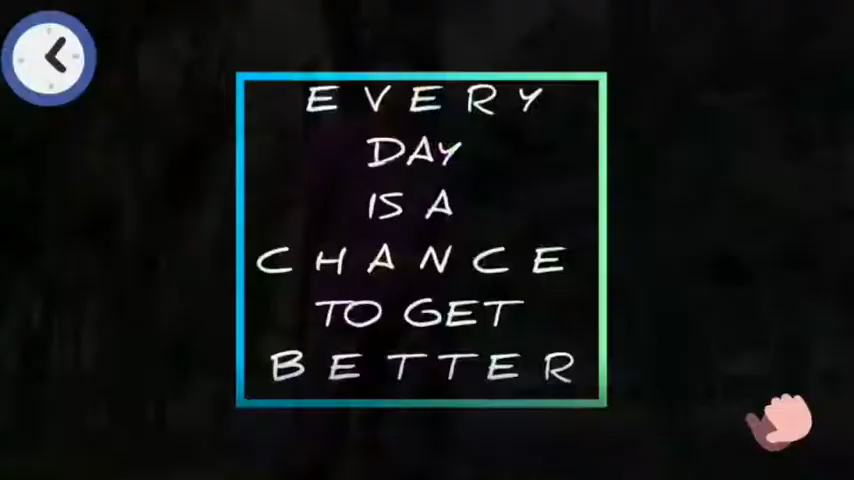 EVERY
DAY
IS A
CHANCE
TO GET
BETTER